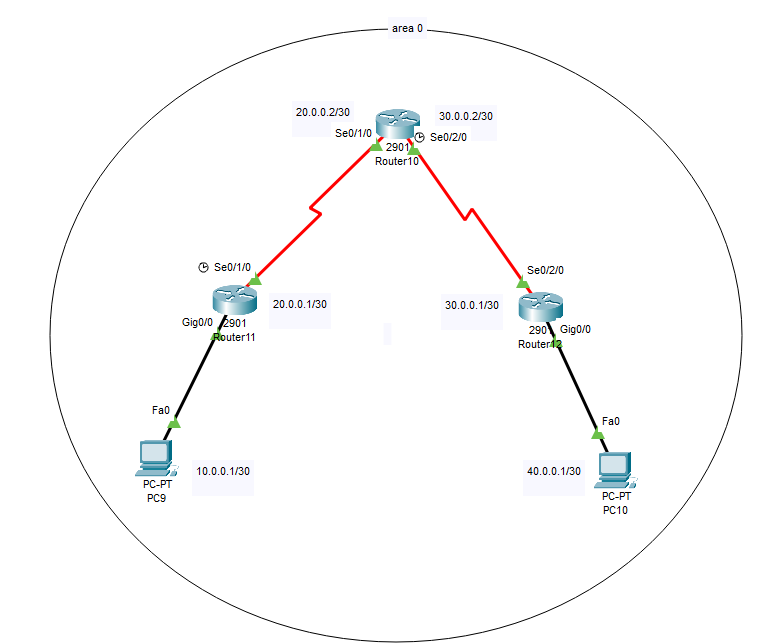 area 0
20.0.0.2/30
30.0.0.2/30
Se0/1/0
Se0/2/0
2901
Router10
Se0/1/0
Se0/2/0
20.0.0.1/30
30.0.0.1/30
Gig0/0
2901
Router11
Gig0/0
2901
Router12
Fa0
Fa0
10.0.0.1/30
40.0.0.1/30
PC-PT
PC9
PC-PT
PC10